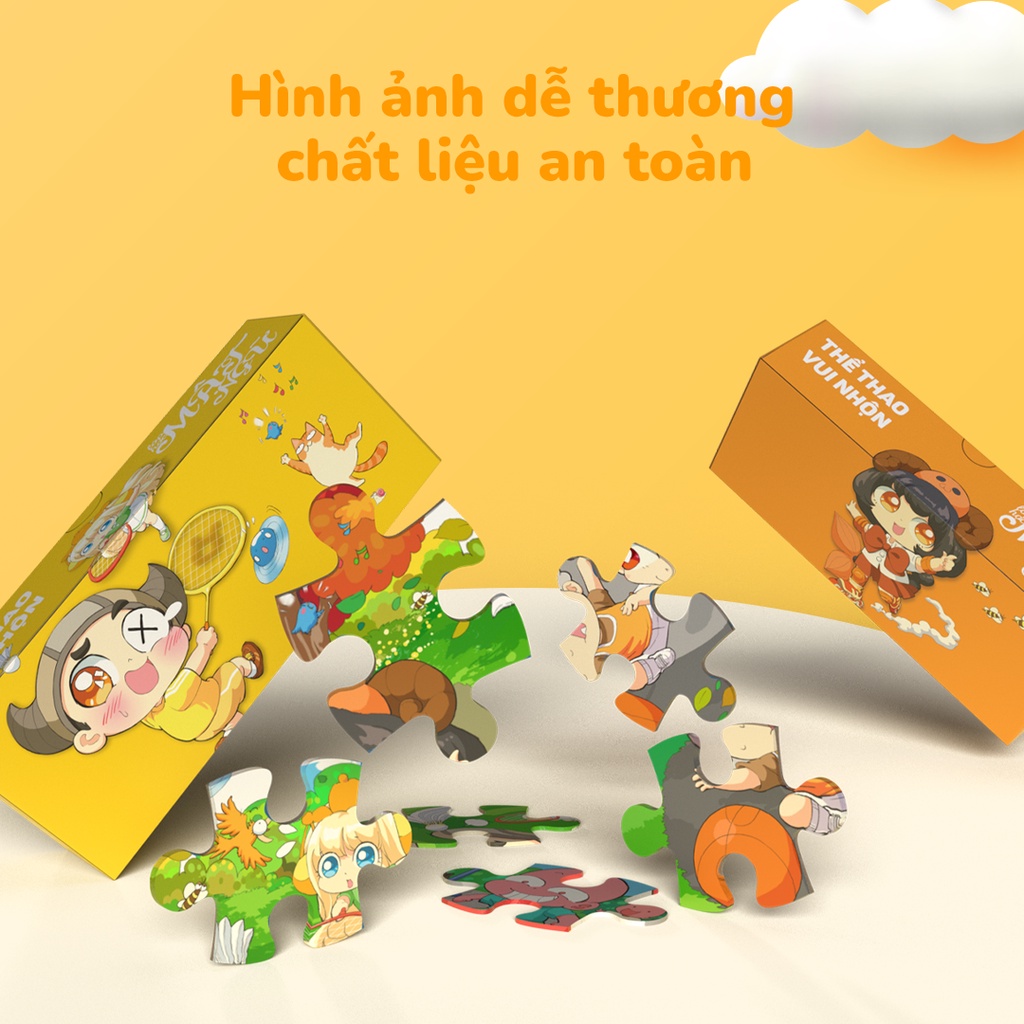 Hình ảnh dễ thương
chất liệu an toàn
THỂ THAO
VUI NHỘN